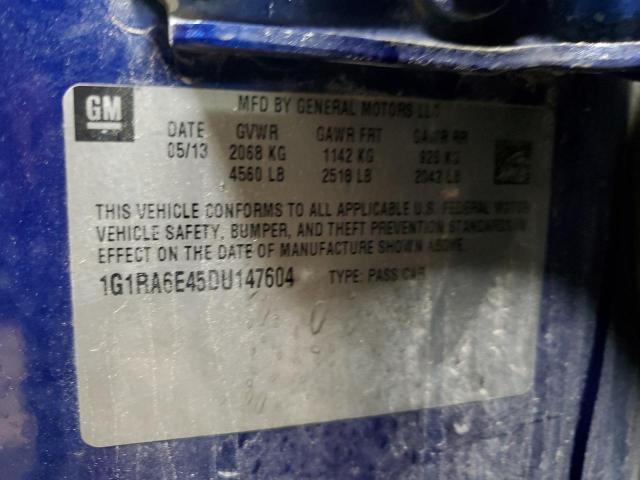 GM
MFD BY GENERAL MOTORS LLC
DATE GVWR GAWR FRT GAWR RR
05/13 2068 KG 1142 KG 926 KG
4560 LB 2518 LB 2042 LB
THIS VEHICLE CONFORMS TO ALL APPLICABLE U.S. FEDERAL MOTOR
VEHICLE SAFETY, BUMPER, AND THEFT PREVENTION STANDARDS IN
EFFECT ON THE DATE OF MANUFACTURE SHOWN ABOVE.
1G1RA6E45DU147604 TYPE: PASS CAR